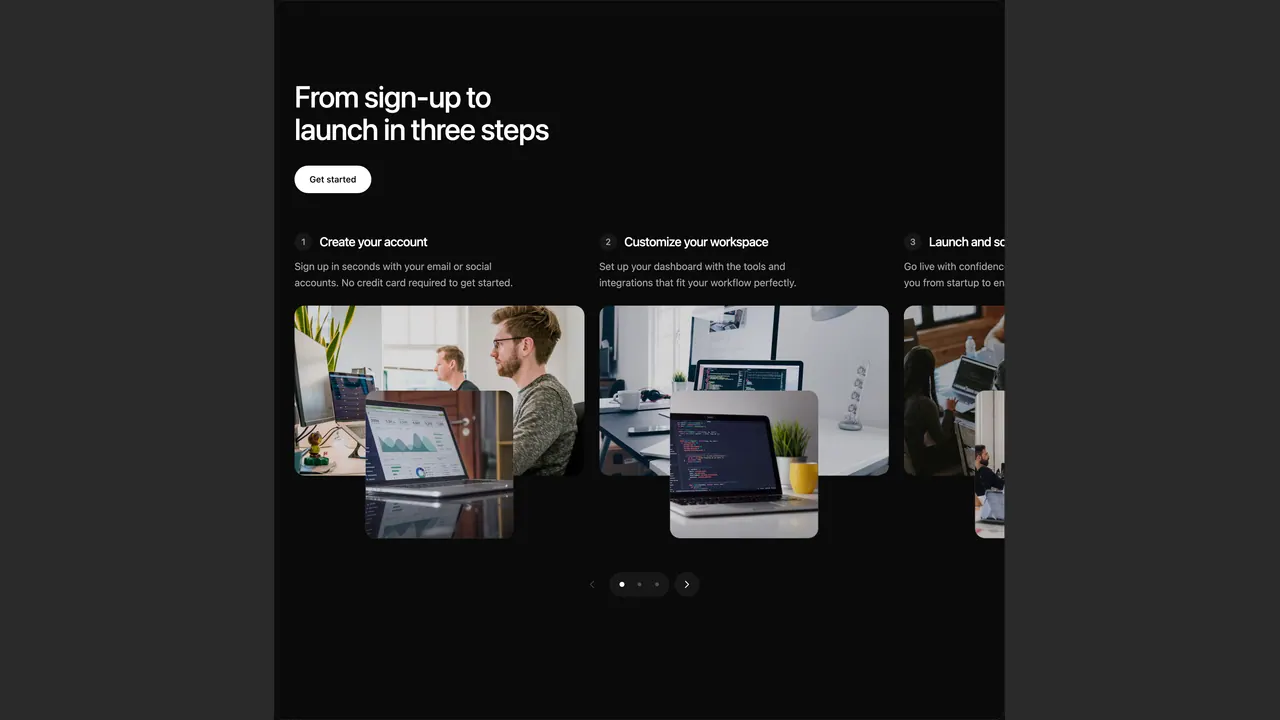 From sign-up to
launch in three steps
Get started
1 Create your account
Sign up in seconds with your email or social
accounts. No credit card required to get started.
2 Customize your workspace
Set up your dashboard with the tools and
integrations that fit your workflow perfectly.
3 Launch and
Go live with
you from startup to